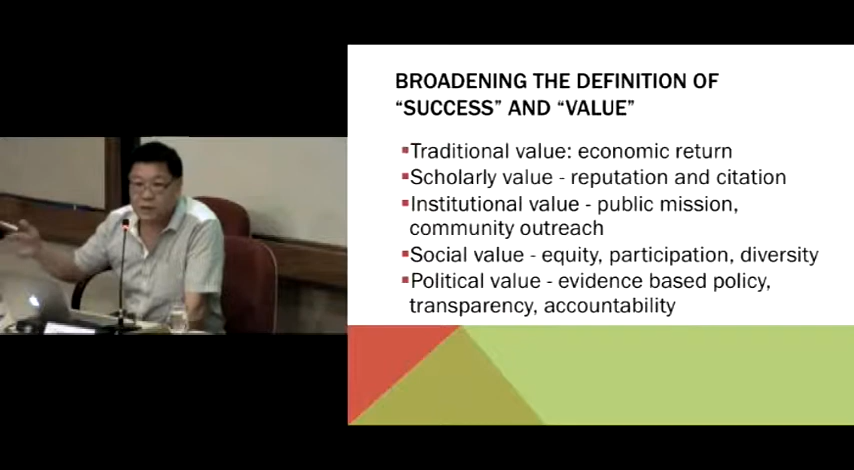 BROADENING THE DEFINITION OF
“SUCCESS” AND “VALUE”
▪Traditional value: economic return
▪Scholarly value - reputation and citation
▪Institutional value - public mission,
community outreach
▪Social value - equity, participation, diversity
▪Political value - evidence based policy,
transparency, accountability